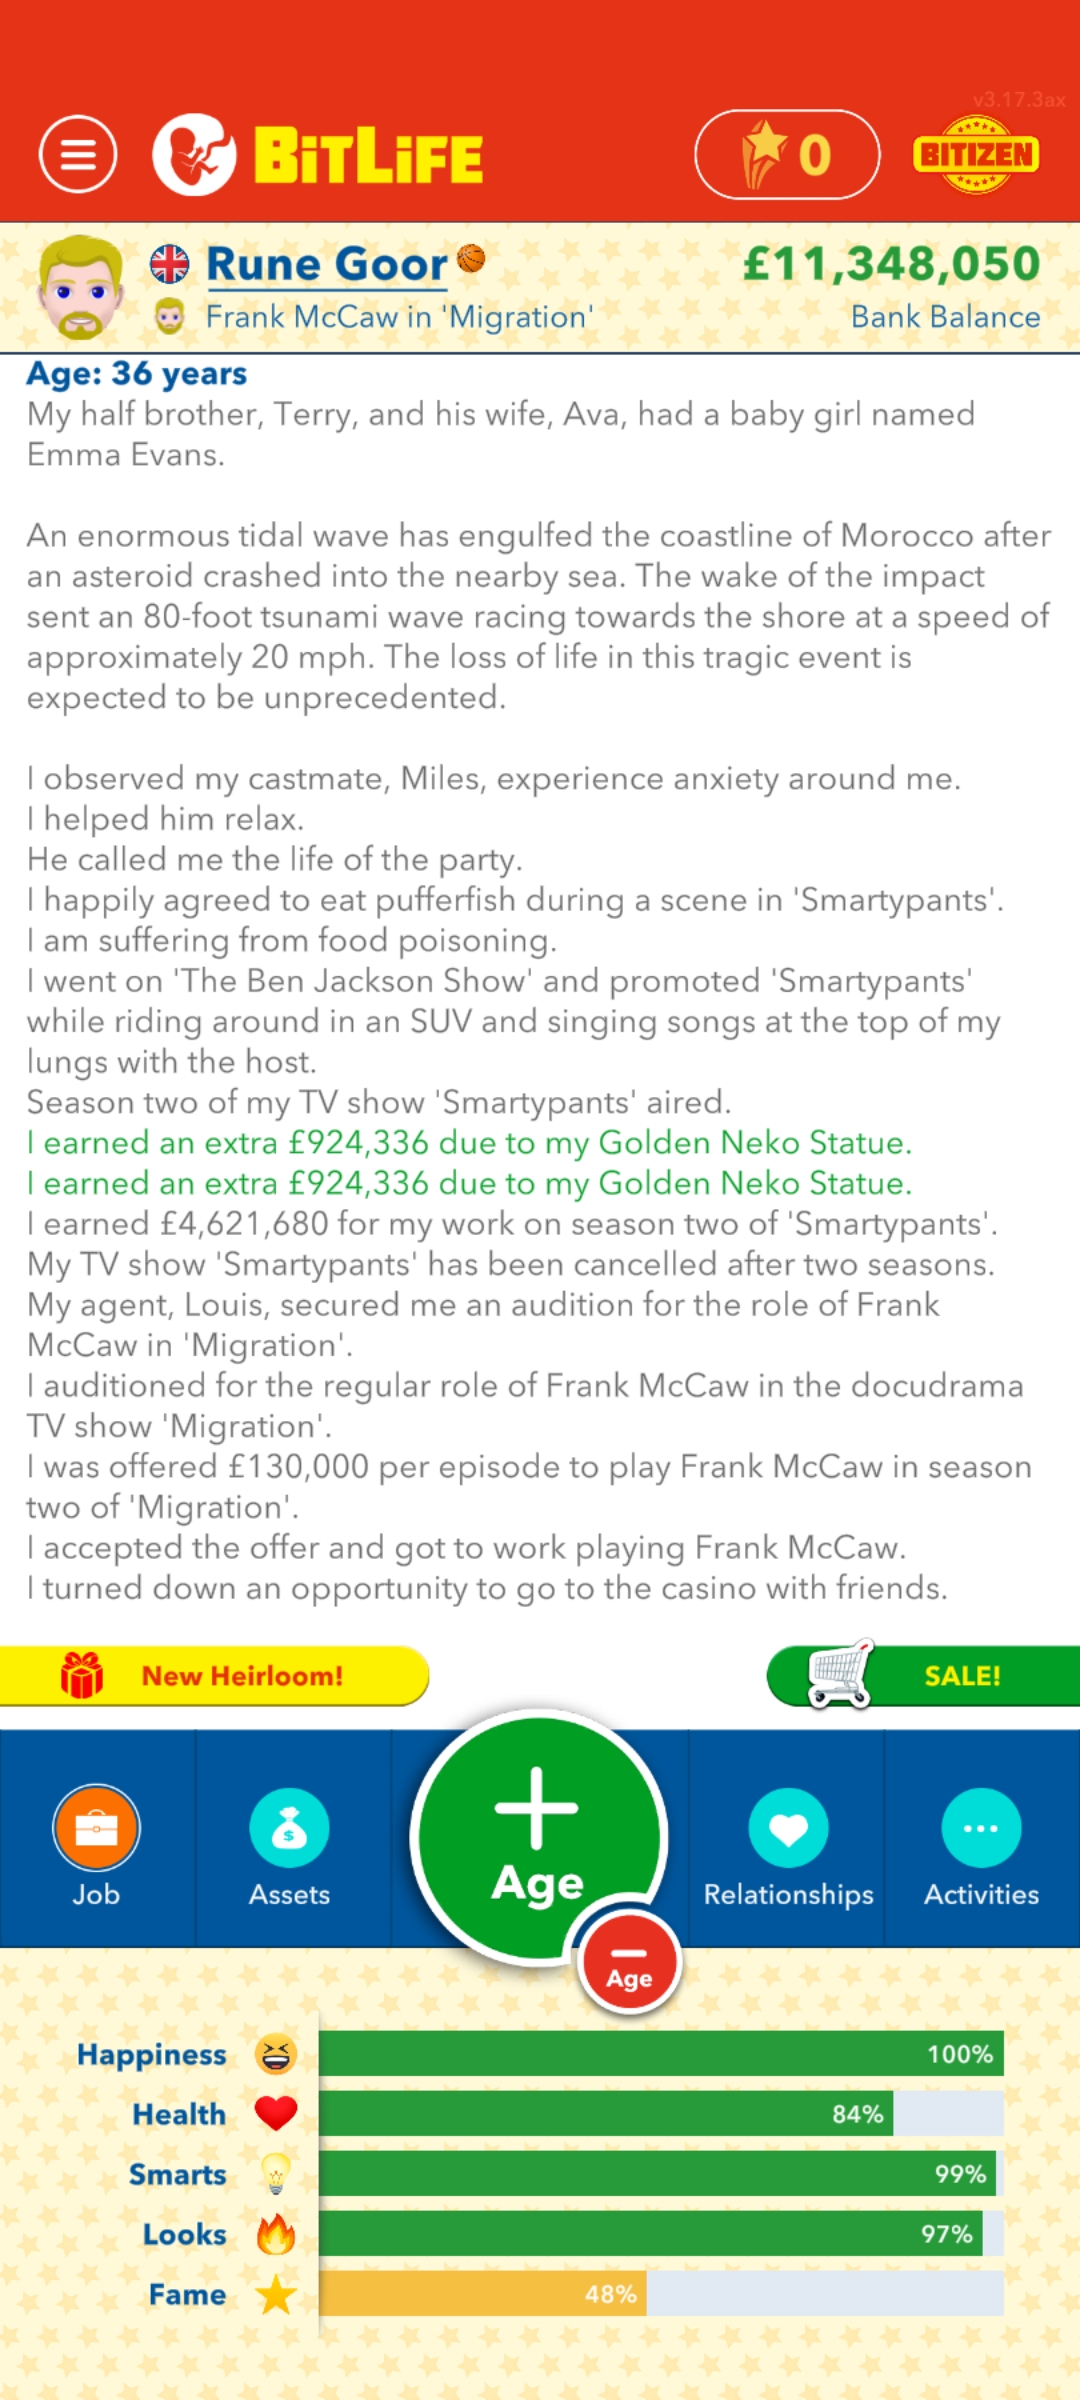 v3.17.3ax
BiTLiFE
0
BITIZEN
Rune Goor
£11,348,050
Frank McCaw in 'Migration'
Bank Balance
Age: 36 years
My half brother, Terry, and his wife, Ava, had a baby girl named
Emma Evans.
An enormous tidal wave has engulfed the coastline of Morocco after
an asteroid crashed into the nearby sea. The wake of the impact
sent an 80-foot tsunami wave racing towards the shore at a speed of
approximately 20 mph. The loss of life in this tragic event is
expected to be unprecedented.
I observed my castmate, Miles, experience anxiety around me.
I helped him relax.
He called me the life of the party.
I happily agreed to eat pufferfish during a scene in 'Smartypants'.
I am suffering from food poisoning.
I went on 'The Ben Jackson Show' and promoted 'Smartypants'
while riding around in an SUV and singing songs at the top of my
lungs with the host.
Season two of my TV show 'Smartypants' aired.
I earned an extra £924,336 due to my Golden Neko Statue.
I earned an extra £924,336 due to my Golden Neko Statue.
I earned £4,621,680 for my work on season two of 'Smartypants'.
My TV show 'Smartypants' has been cancelled after two seasons.
My agent, Louis, secured me an audition for the role of Frank
McCaw in 'Migration'.
I auditioned for the regular role of Frank McCaw in the docudrama
TV show 'Migration'.
I was offered £130,000 per episode to play Frank McCaw in season
two of 'Migration'.
I accepted the offer and got to work playing Frank McCaw.
I turned down an opportunity to go to the casino with friends.
New Heirloom!
SALE!
Job
Assets
Age
Relationships
Activities
Age
Happiness
100%
Health
84%
Smarts
99%
Looks
97%
Fame
48%